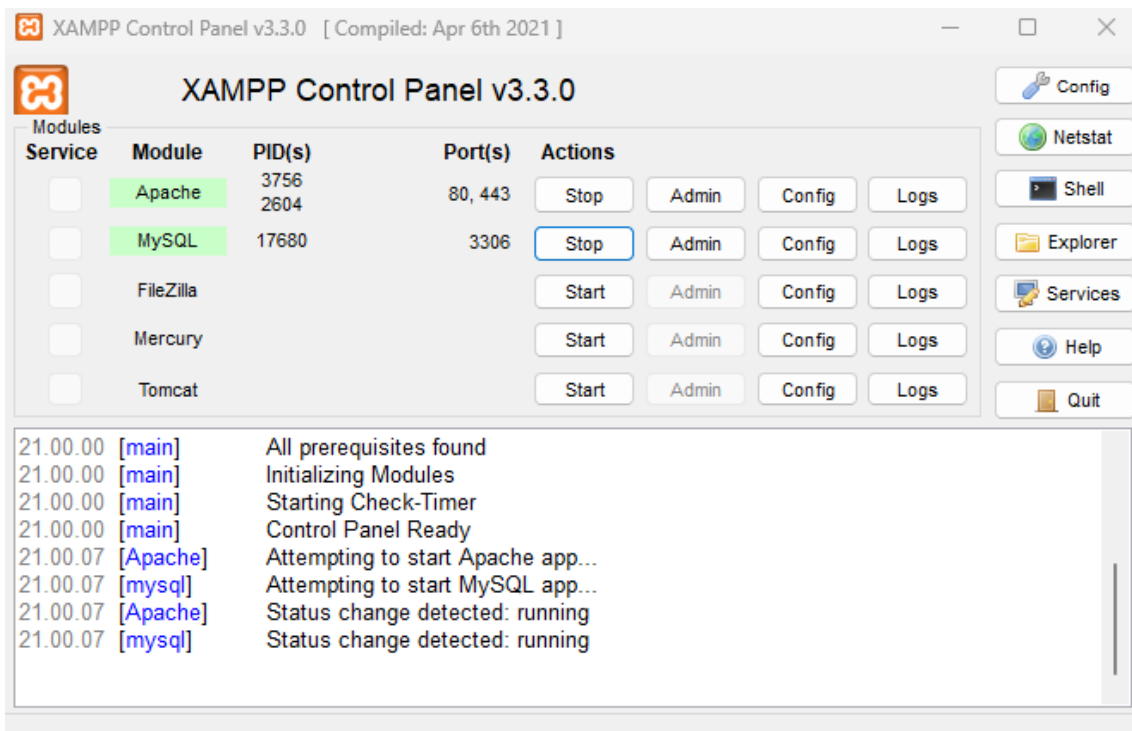 XAMPP Control Panel v3.3.0 [ Compiled: Apr 6th 2021 ]
XAMPP Control Panel v3.3.0
Config
Modules
Service Module PID(s) Port(s) Actions
Netstat
Apache 3756 2604 80, 443 Stop Admin Config Logs
Shell
MySQL 17680 3306 Stop Admin Config Logs
Explorer
FileZilla Start Admin Config Logs
Services
Mercury Start Admin Config Logs
Help
Tomcat Start Admin Config Logs
Quit
21.00.00 [main] All prerequisites found
21.00.00 [main] Initializing Modules
21.00.00 [main] Starting Check-Timer
21.00.00 [main] Control Panel Ready
21.00.07 [Apache] Attempting to start Apache app...
21.00.07 [mysql] Attempting to start MySQL app...
21.00.07 [Apache] Status change detected: running
21.00.07 [mysql] Status change detected: running